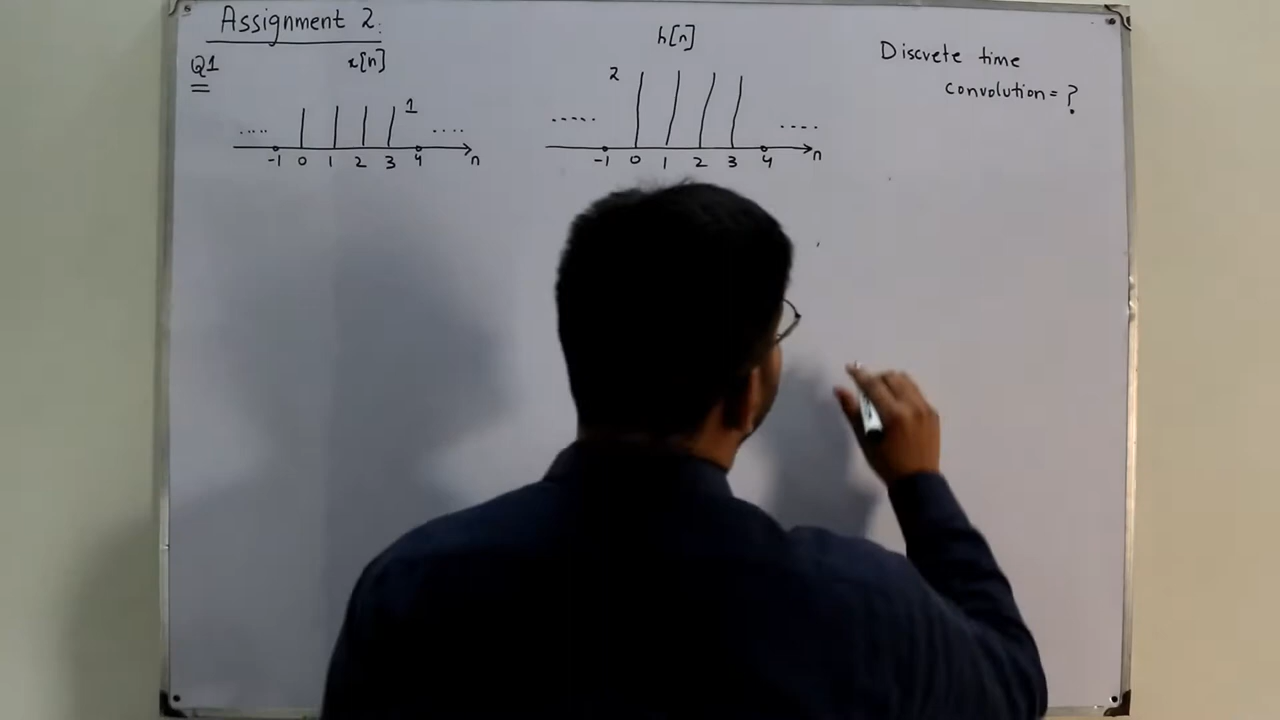 Assignment 2:
Q1
x[n]
1
..... ....
-1 0 1 2 3 4 n
h[n]
2
..... ....
-1 0 1 2 3 4 n
Discrete time
convolution = ?